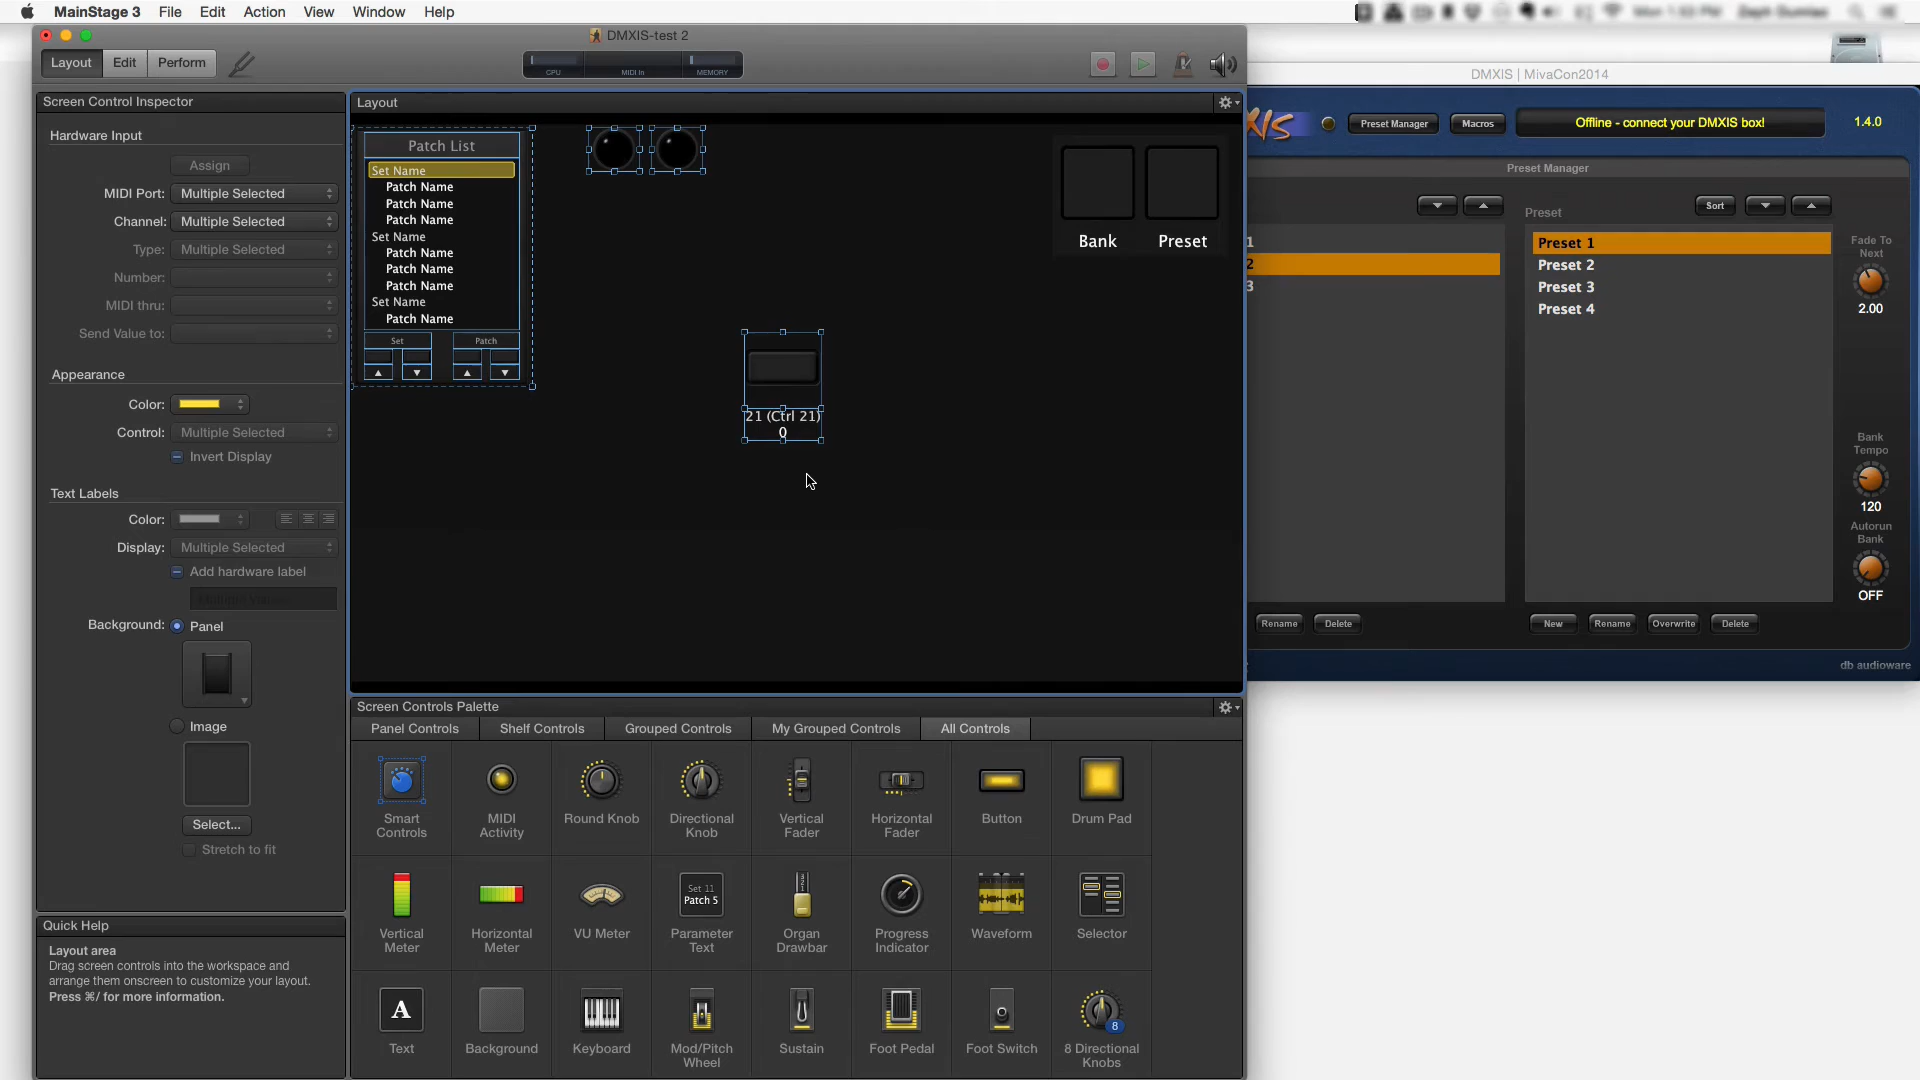 MainStage 3 File Edit Action View Window Help
DMXIS-test 2
Layout Edit Perform
CPU MIDI In MEMORY
Screen Control Inspector
Hardware Input
Assign
MIDI Port: Multiple Selected
Channel: Multiple Selected
Type: Multiple Selected
Number:
MIDI thru:
Send Value to:
Appearance
Color:
Control: Multiple Selected
Invert Display
Text Labels
Color:
Display: Multiple Selected
Add hardware label
Background: Panel
Image
Select...
Stretch to fit
Quick Help
Layout area
Drag screen controls into the workspace and
arrange them onscreen to customize your layout.
Press ⌘/ for more information.
Layout
Patch List
Set Name
Patch Name
Patch Name
Patch Name
Set Name
Patch Name
Patch Name
Patch Name
Set Name
Patch Name
Set Patch
Bank Preset
21 (Ctrl 21)
0
Screen Controls Palette
Panel Controls Shelf Controls Grouped Controls My Grouped Controls All Controls
Smart Controls
MIDI Activity
Round Knob
Directional Knob
Vertical Fader
Horizontal Fader
Button
Drum Pad
Vertical Meter
Horizontal Meter
VU Meter
Set 11
Patch 5
Parameter Text
Organ Drawbar
Progress Indicator
Waveform
Selector
A
Text
Background
Keyboard
Mod/Pitch Wheel
Sustain
Foot Pedal
Foot Switch
8
8 Directional Knobs
DMXIS | MivaCon2014
XIS
Preset Manager Macros Offline - connect your DMXIS box! 1.4.0
Preset Manager
1
2
3
Rename Delete
Preset Sort
Preset 1
Preset 2
Preset 3
Preset 4
New Rename Overwrite Delete
Fade To
Next
2.00
Bank
Tempo
120
Autorun
Bank
OFF
db audioware